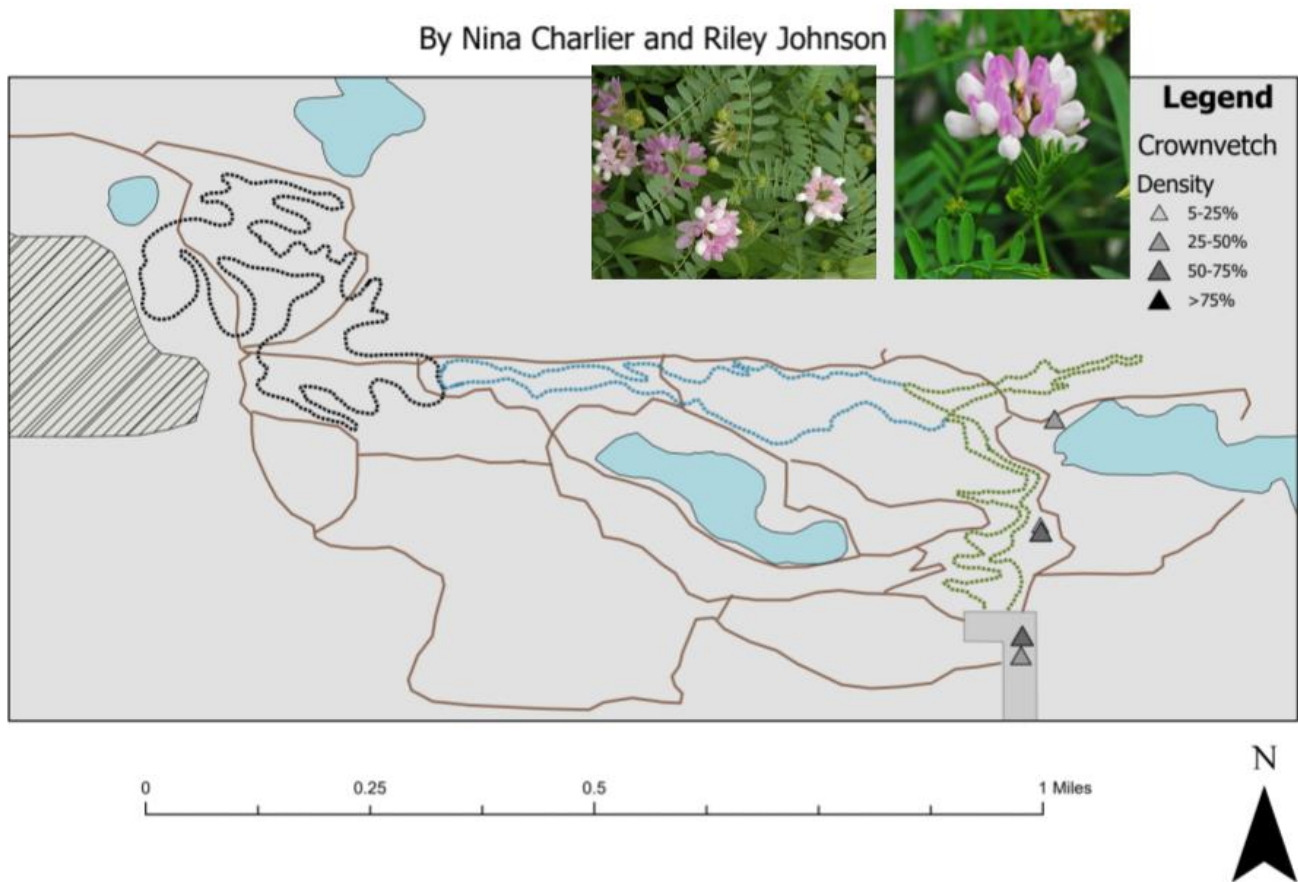 By Nina Charlier and Riley Johnson
Legend
Crownvetch
Density
5-25%
25-50%
50-75%
>75%
0 0.25 0.5 1 Miles
N